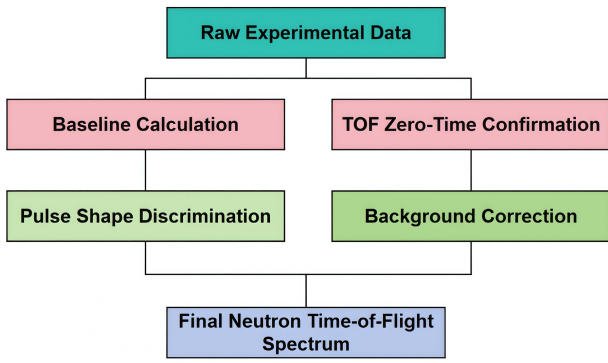 Raw Experimental Data
Baseline Calculation
TOF Zero-Time Confirmation
Pulse Shape Discrimination
Background Correction
Final Neutron Time-of-Flight
Spectrum